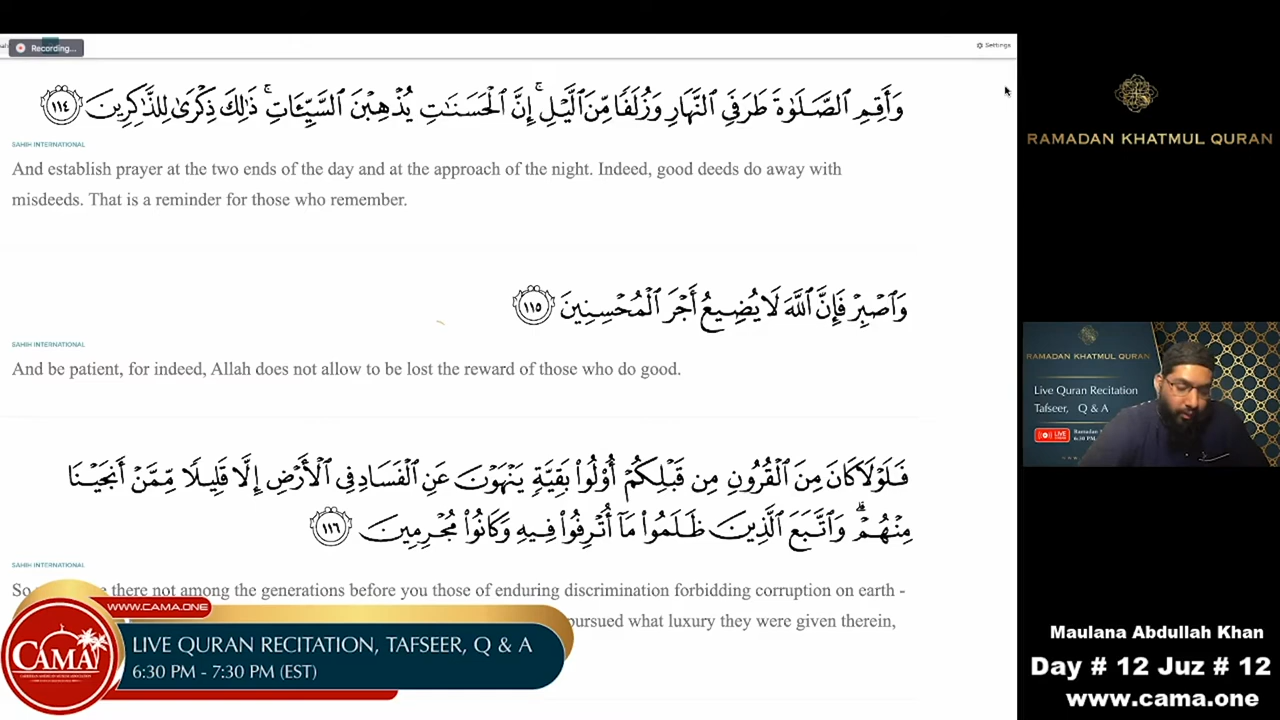 Recording...
Settings
وَأَقِمِ الصَّلَوٰةَ طَرَفَىِ النَّهَارِ وَزُلَفًا مِّنَ الَّيْلِ ۚ إِنَّ الْحَسَنَـٰتِ يُذْهِبْنَ السَّيِّـَٔاتِ ۚ ذَٰلِكَ ذِكْرَىٰ لِلذَّٰكِرِينَ ١١٤
SAHIH INTERNATIONAL
And establish prayer at the two ends of the day and at the approach of the night. Indeed, good deeds do away with
misdeeds. That is a reminder for those who remember.
وَٱصْبِرْ فَإِنَّ ٱللَّهَ لَا يُضِيعُ أَجْرَ ٱلْمُحْسِنِينَ ١١٥
SAHIH INTERNATIONAL
And be patient, for indeed, Allah does not allow to be lost the reward of those who do good.
فَلَوْلَا كَانَ مِنَ ٱلْقُرُونِ مِن قَبْلِكُمْ أُو۟لُوا۟ بَقِيَّةٍ يَنْهَوْنَ عَنِ ٱلْفَسَادِ فِى ٱلْأَرْضِ إِلَّا قَلِيلًا مِّمَّنْ أَنجَيْنَا
مِنْهُمْ ۗ وَٱتَّبَعَ ٱلَّذِينَ ظَلَمُوا۟ مَآ أُتْرِفُوا۟ فِيهِ وَكَانُوا۟ مُجْرِمِينَ ١١٦
SAHIH INTERNATIONAL
So there not among the generations before you those of enduring discrimination forbidding corruption on earth -
pursued what luxury they were given therein,
WWW.CAMA.ONE
CAMA
LIVE QURAN RECITATION, TAFSEER, Q & A
6:30 PM - 7:30 PM (EST)
RAMADAN KHATMUL QURAN
RAMADAN KHATMUL QURAN
Live Quran Recitation
Tafseer, Q & A
LIVE
Maulana Abdullah Khan
Day # 12 Juz # 12
www.cama.one